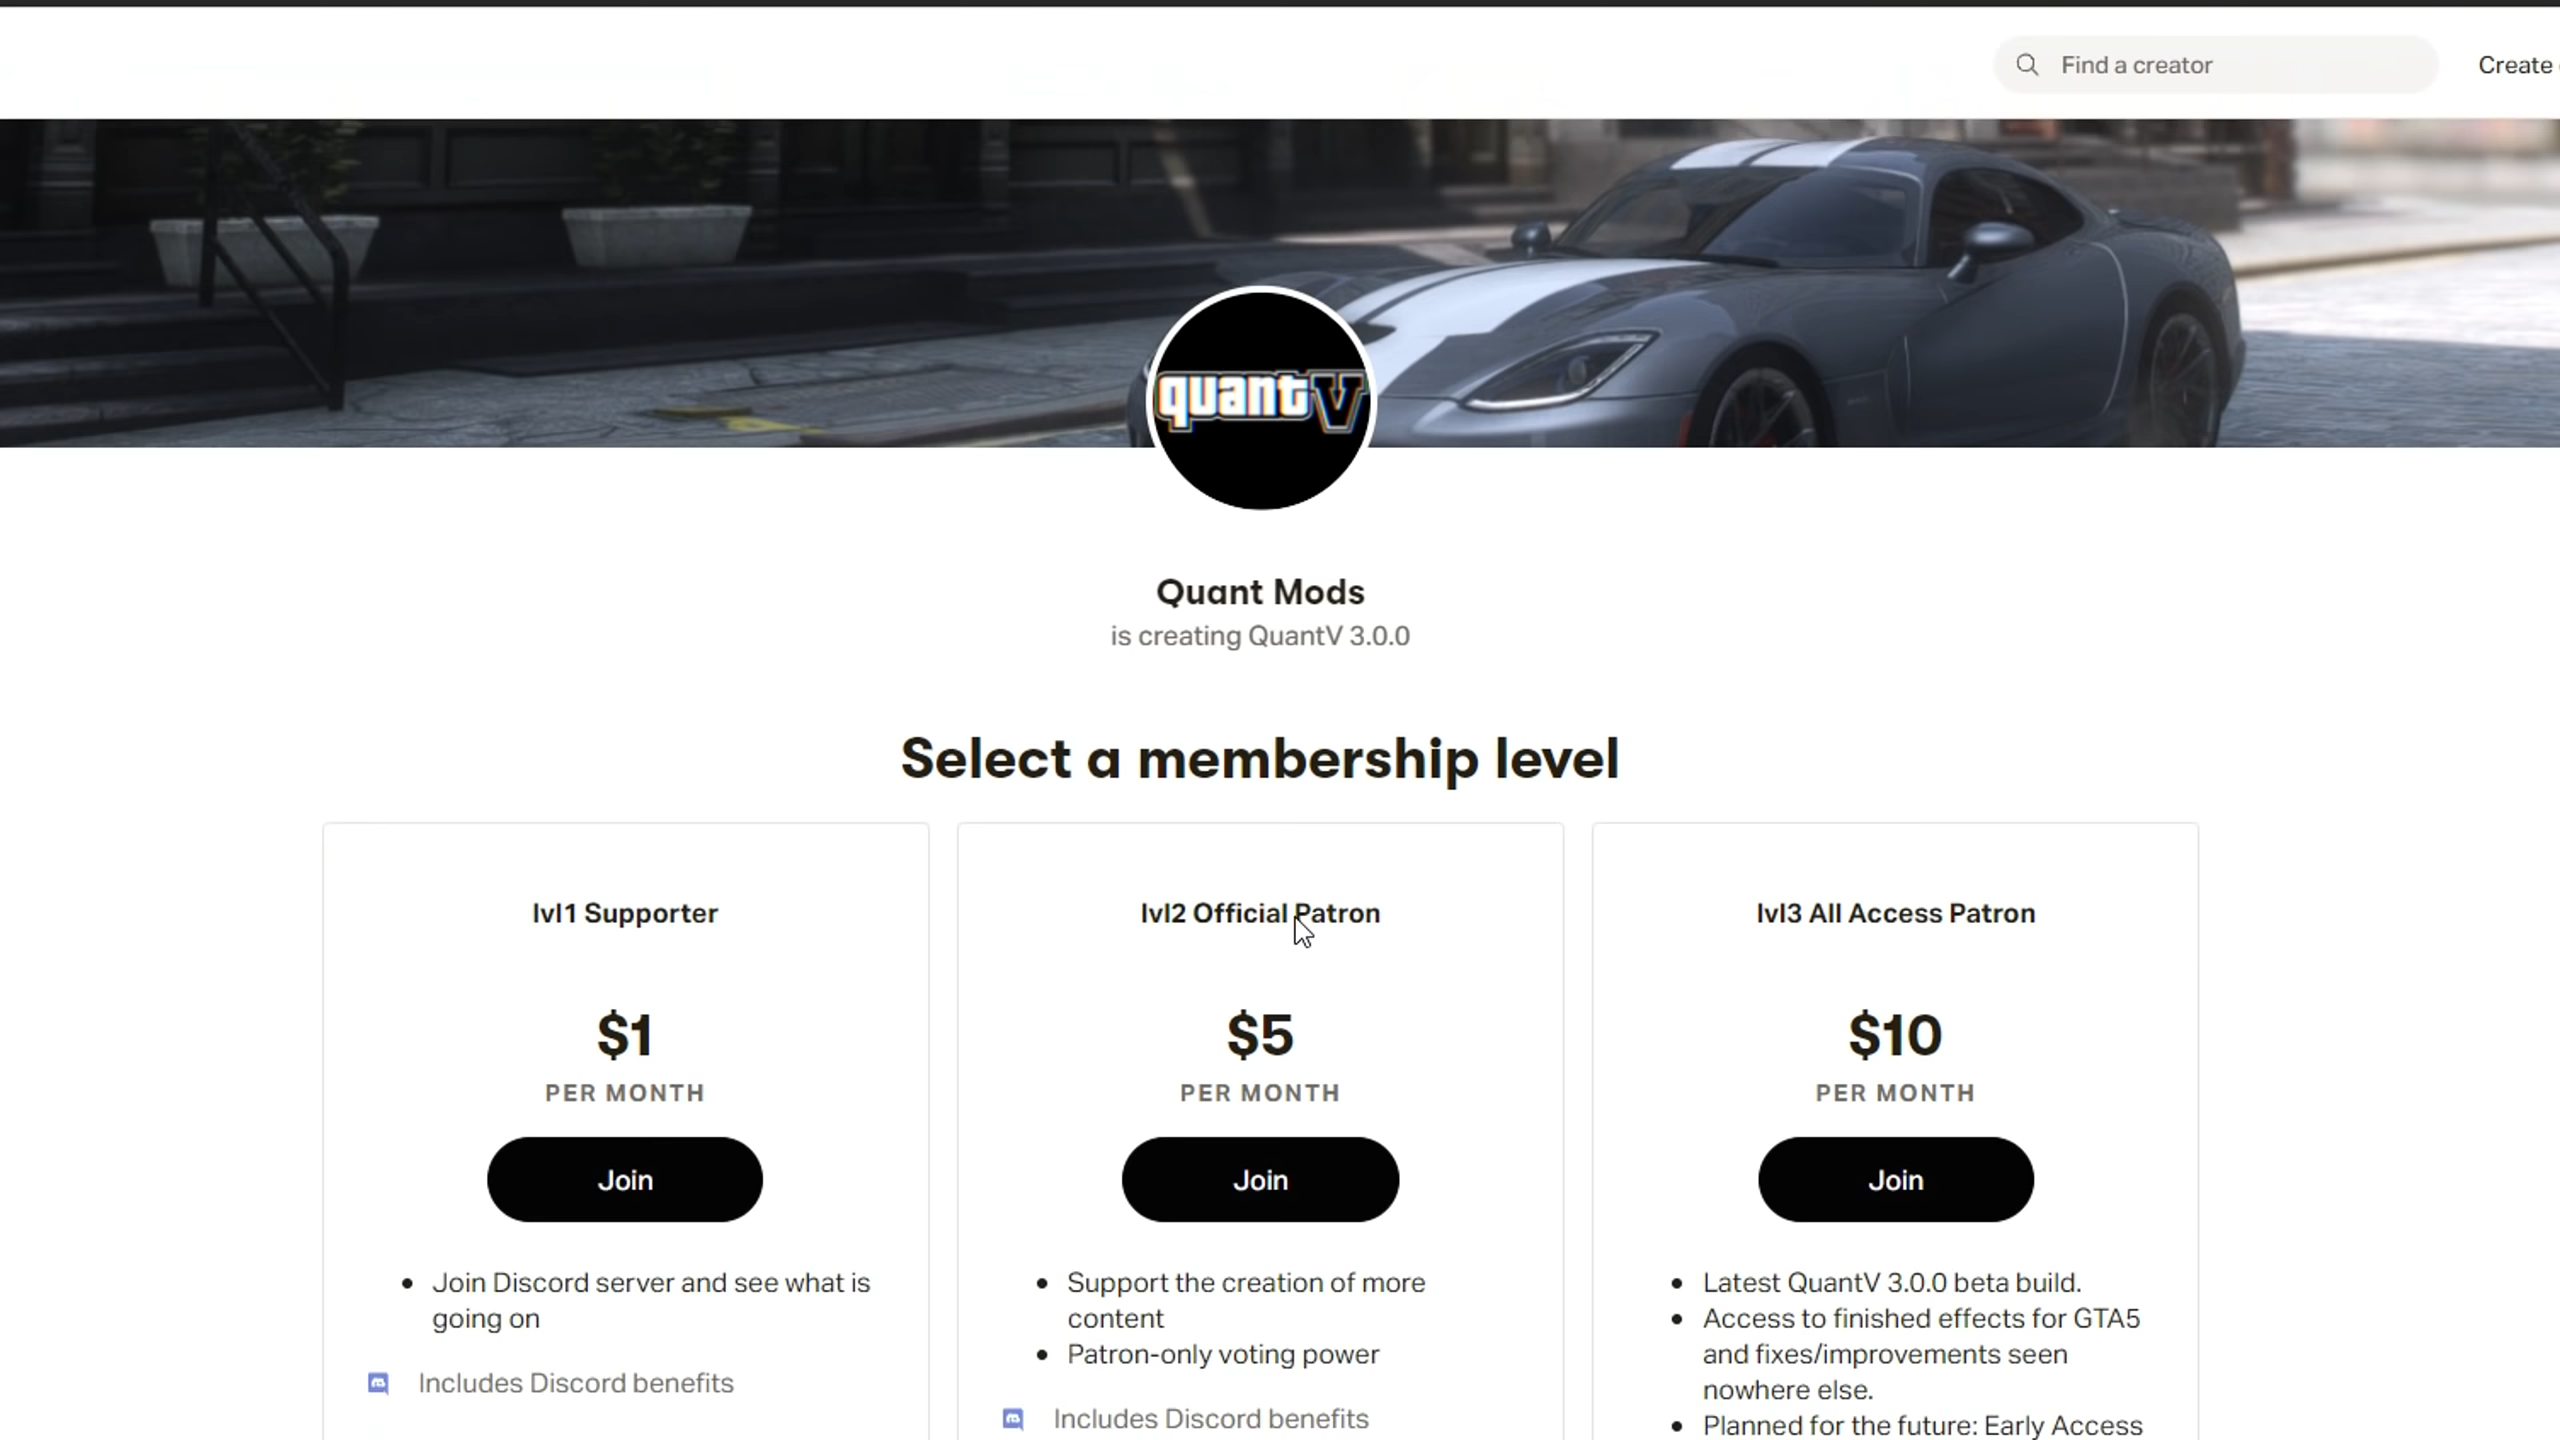 Find a creator
Create
quantV
Quant Mods
is creating QuantV 3.0.0
Select a membership level
lvl1 Supporter
$1
PER MONTH
Join
Join Discord server and see what is
going on
Includes Discord benefits
lvl2 Official Patron
$5
PER MONTH
Join
Support the creation of more
content
Patron-only voting power
Includes Discord benefits
lvl3 All Access Patron
$10
PER MONTH
Join
Latest QuantV 3.0.0 beta build.
Access to finished effects for GTA5
and fixes/improvements seen
nowhere else.
Planned for the future: Early Access